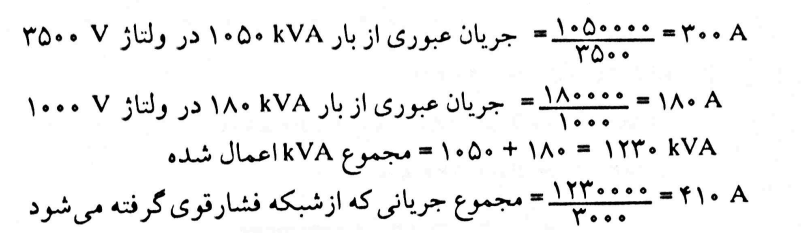 جریان عبوری از بار ۱۰۵۰ kVA در ولتاژ ۳۵۰۰ V = ۱۰۵۰۰۰۰ / ۳۵۰۰ = ۳۰۰ A
جریان عبوری از بار ۱۸۰ kVA در ولتاژ ۱۰۰۰ V = ۱۸۰۰۰۰ / ۱۰۰۰ = ۱۸۰ A
مجموع kVA اعمال شده = ۱۰۵۰ + ۱۸۰ = ۱۲۳۰ kVA
مجموع جریانی که از شبکه فشارقوی گرفته می شود = ۱۲۳۰۰۰۰ / ۳۰۰۰ = ۴۱۰ A